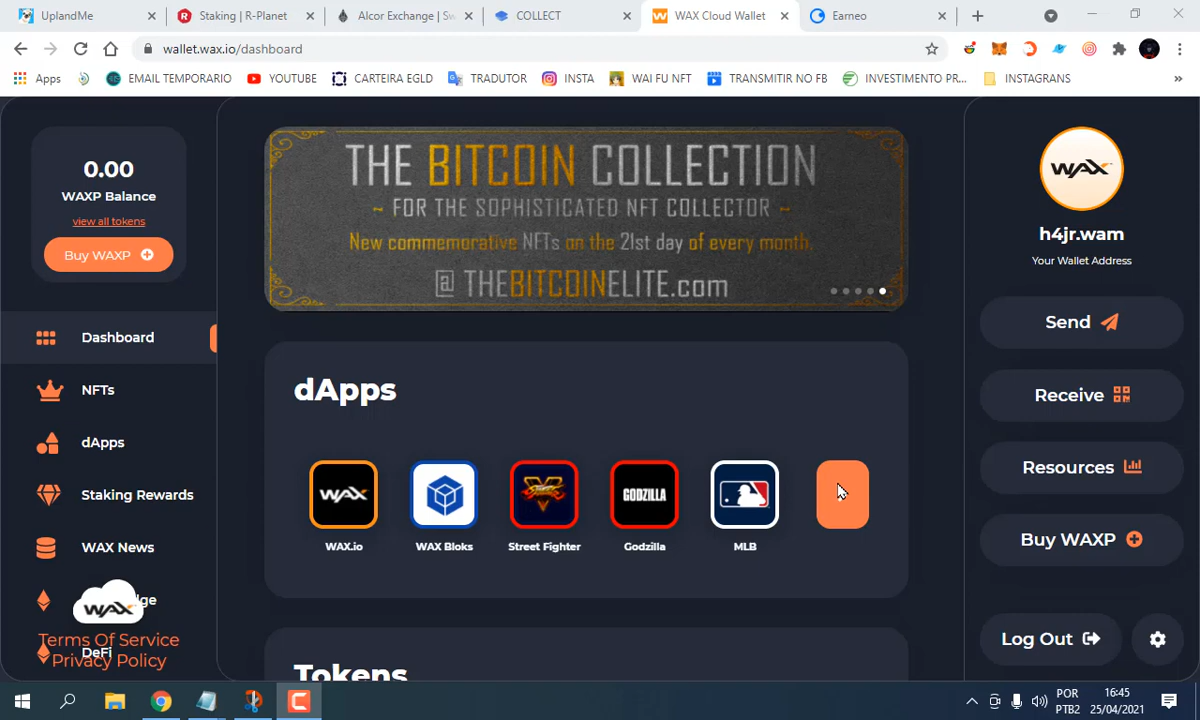 UplandMe
Staking | R-Planet
Alcor Exchange | Sw
COLLECT
WAX Cloud Wallet
Earneo
wallet.wax.io/dashboard
Apps
EMAIL TEMPORARIO
YOUTUBE
CARTEIRA EGLD
TRADUTOR
INSTA
WAI FU NFT
TRANSMITIR NO FB
INVESTIMENTO PR...
INSTAGRANS
0.00
WAXP Balance
view all tokens
Buy WAXP
Dashboard
NFTs
dApps
Staking Rewards
WAX News
ge
WAX
Terms Of Service
DeFi
Privacy Policy
THE BITCOIN COLLECTION
~ FOR THE SOPHISTICATED NFT COLLECTOR ~
New commemorative NFTs on the 21st day of every month.
@ THEBITCOINELITE.com
dApps
WAX
GODZILLA
WAX.io
WAX Bloks
Street Fighter
Godzilla
MLB
Tokens
WAX
h4jr.wam
Your Wallet Address
Send
Receive
Resources
Buy WAXP
Log Out
POR
PTB2
16:45
25/04/2021